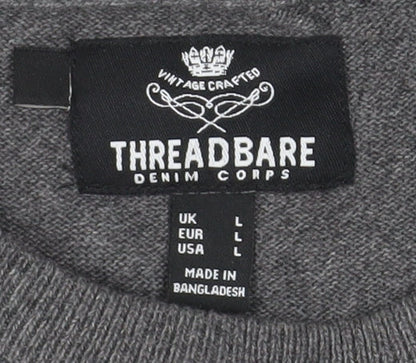 VINTAGE CRAFTED
THREADBARE
DENIM CORPS
UK L
EUR L
USA L
MADE IN
BANGLADESH